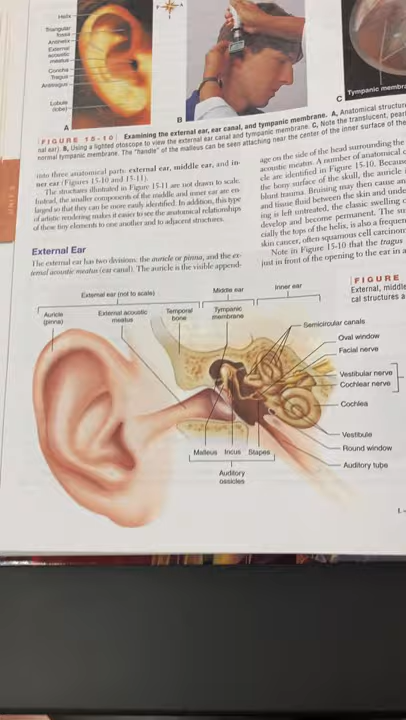 Helix
Triangular
fossa
Antihelix
External
acoustic
meatus
Concha
Tragus
Antitragus
Lobule
(lobe)
A
B
C
Tympanic membra
FIGURE 15-10 Examining the external ear, ear canal, and tympanic membrane. A, Anatomical structur
nal ear). B, Using a lighted otoscope to view the external ear canal and tympanic membrane. C, Note the translucent, pearl
normal tympanic membrane. The "handle" of the malleus can be seen attaching near the center of the inner surface of the
into three anatomical parts: external ear, middle ear, and in-
ner ear (Figures 15-10 and 15-11).
The structures illustrated in Figure 15-11 are not drawn to scale.
Instead, the smaller components of the middle and inner ear are en-
larged so that they can be more easily identified. In addition, this type
of artistic rendering makes it easier to see the anatomical relationships
of these tiny elements to one another and to adjacent structures.
External Ear
The external ear has two divisions: the auricle or pinna, and the ex-
ternal acoustic meatus (ear canal). The auricle is the visible append-
age on the side of the head surrounding the
acoustic meatus. A number of anatomical
cle are identified in Figure 15-10. Because
the bony surface of the skull, the auricle
blunt trauma. Bruising may then cause an
and tissue fluid between the skin and unde
ing is left untreated, the classic swelling
develop and become permanent. The su
cially the tops of the helix, is also a frequen
skin cancer, often squamous cell carcinom
Note in Figure 15-10 that the tragus
just in front of the opening to the ear in a
FIGURE
External, middle
cal structures a
External ear (not to scale)
Middle ear
Inner ear
Auricle
(pinna)
External acoustic
meatus
Temporal
bone
Tympanic
membrane
Semicircular canals
Oval window
Facial nerve
Vestibular nerve
Cochlear nerve
Cochlea
Vestibule
Round window
Auditory tube
Malleus Incus Stapes
Auditory
ossicles